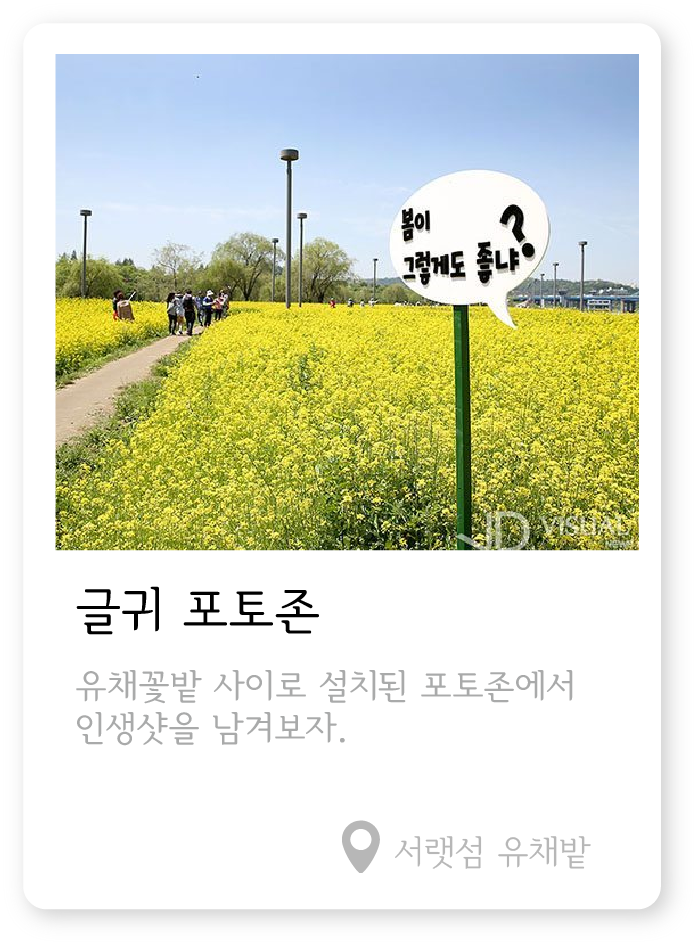 봄이
그렇게도 좋냐?
JD VISUAL
NEWS
글귀 포토존
유채꽃밭 사이로 설치된 포토존에서
인생샷을 남겨보자.
서랫섬 유채밭